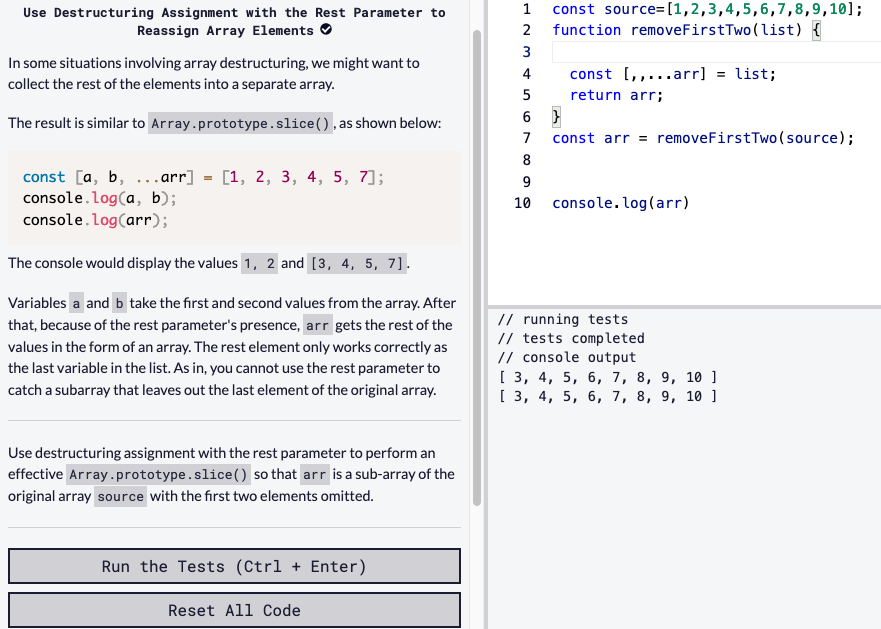 Use Destructuring Assignment with the Rest Parameter to
Reassign Array Elements
In some situations involving array destructuring, we might want to
collect the rest of the elements into a separate array.
The result is similar to Array.prototype.slice(), as shown below:
const [a, b, ...arr] = [1, 2, 3, 4, 5, 7];
console.log(a, b);
console.log(arr);
The console would display the values 1, 2 and [3, 4, 5, 7].
Variables a and b take the first and second values from the array. After
that, because of the rest parameter's presence, arr gets the rest of the
values in the form of an array. The rest element only works correctly as
the last variable in the list. As in, you cannot use the rest parameter to
catch a subarray that leaves out the last element of the original array.
Use destructuring assignment with the rest parameter to perform an
effective Array.prototype.slice() so that arr is a sub-array of the
original array source with the first two elements omitted.
Run the Tests (Ctrl + Enter)
Reset All Code
1 const source=[1,2,3,4,5,6,7,8,9,10];
2 function removeFirstTwo(list) {
3
4 const [,,...arr] = list;
5 return arr;
6 }
7 const arr = removeFirstTwo(source);
8
9
10 console.log(arr)
// running tests
// tests completed
// console output
[ 3, 4, 5, 6, 7, 8, 9, 10 ]
[ 3, 4, 5, 6, 7, 8, 9, 10 ]